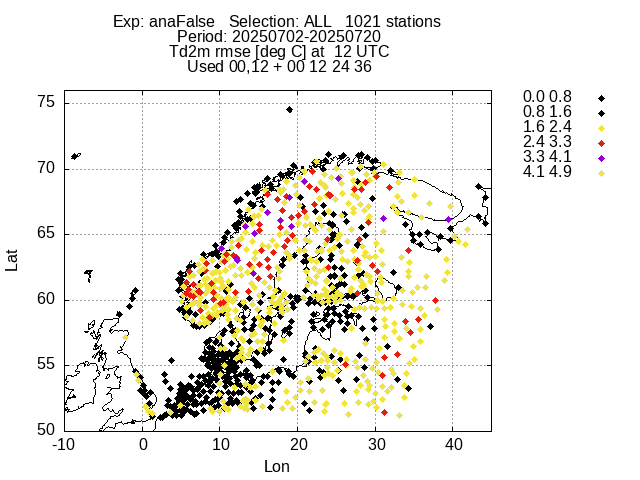 Exp: anaFalse Selection: ALL 1021 stations
Period: 20250702-20250720
Td2m rmse [deg C] at 12 UTC
Used 00,12 + 00 12 24 36
0.0 0.8
0.8 1.6
1.6 2.4
2.4 3.3
3.3 4.1
4.1 4.9
75
70
65
60
55
50
Lat
-10 0 10 20 30 40
Lon